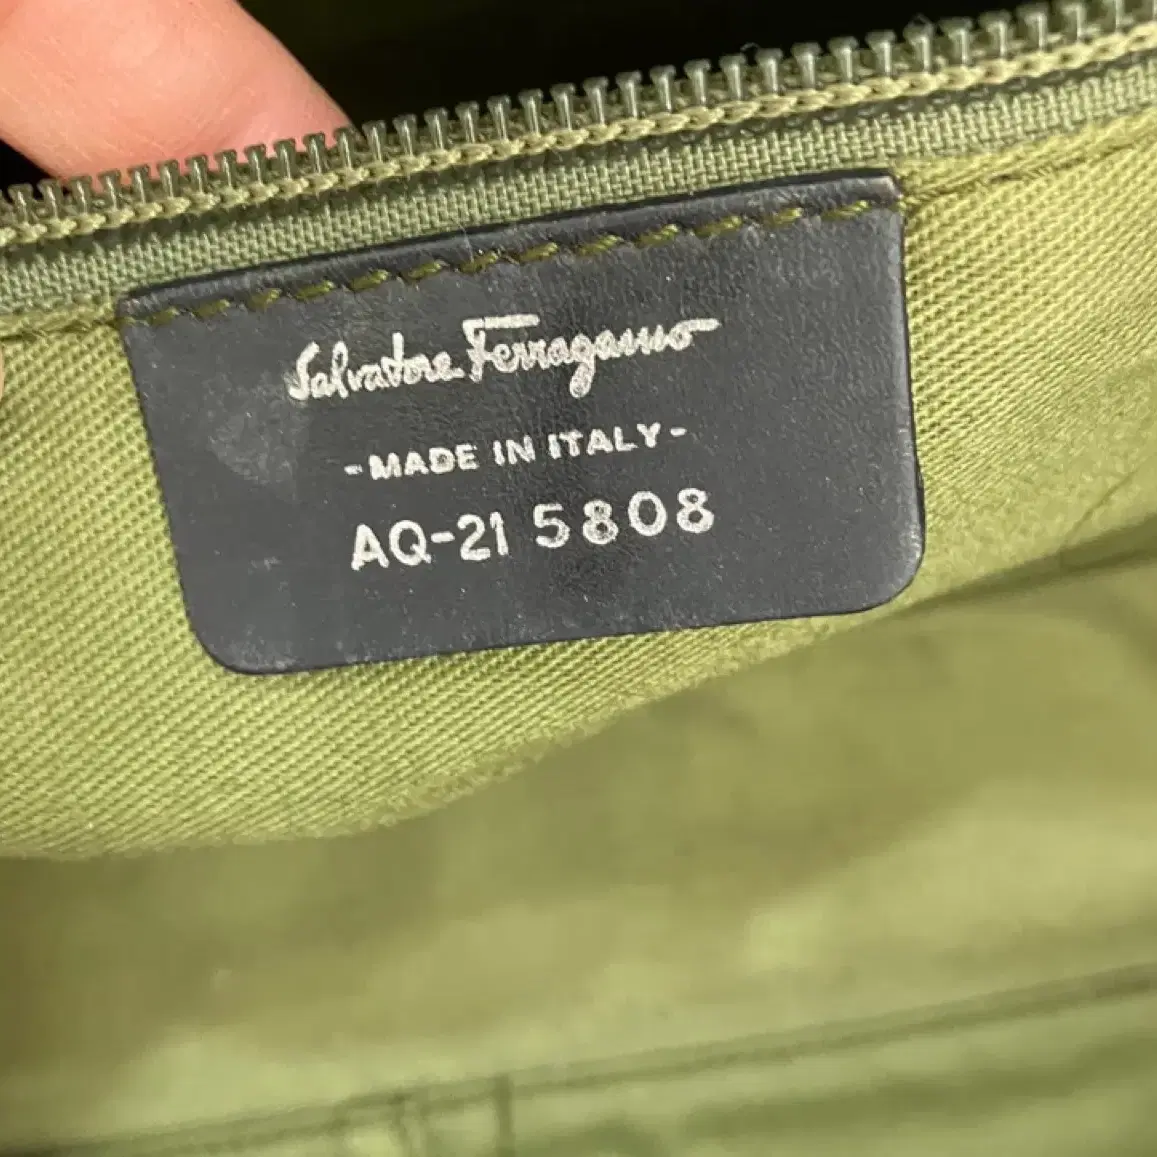 Salvatore Ferragamo
-MADE IN ITALY-
AQ-21 5808